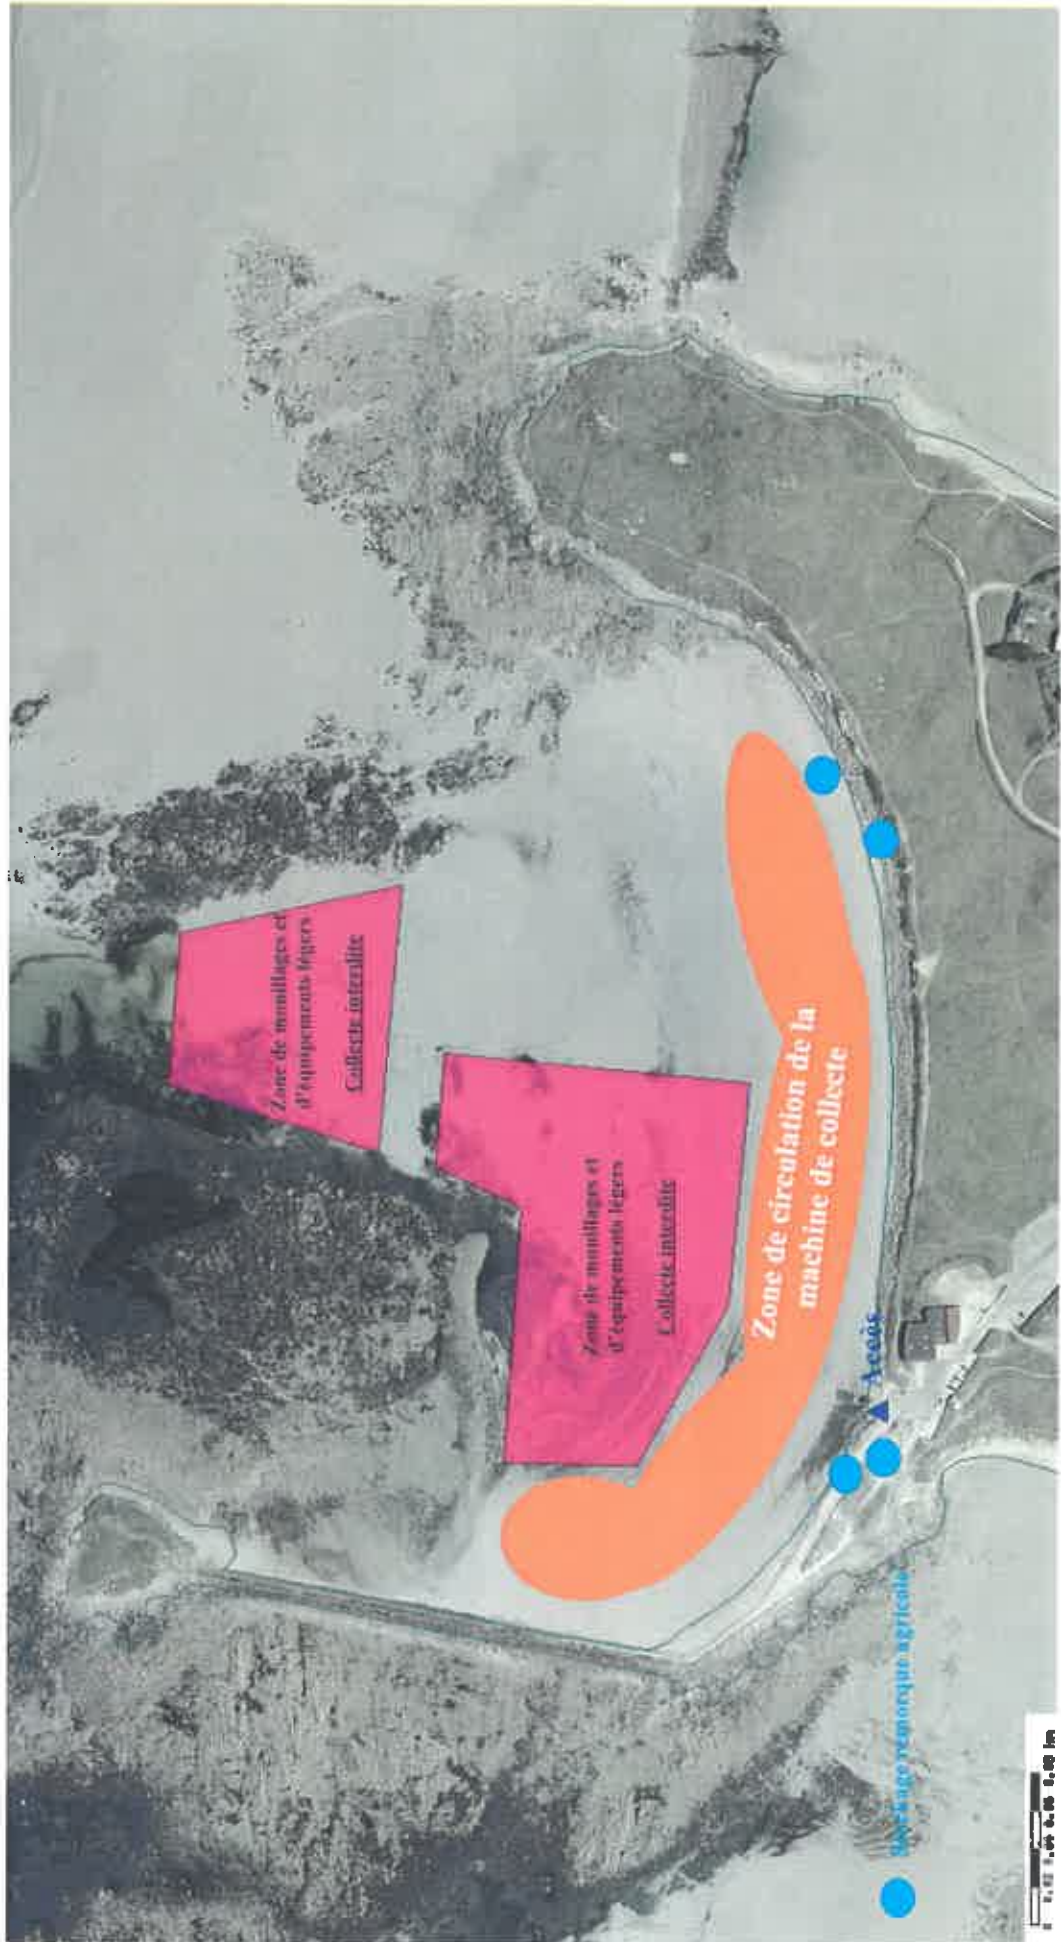 Zone de mouillages et
d'équipements légers
Collecte interdite
Zone de mouillages et
d'équipements légers
Collecte interdite
Zone de circulation de la
machine de collecte
Accès
remorque agricole